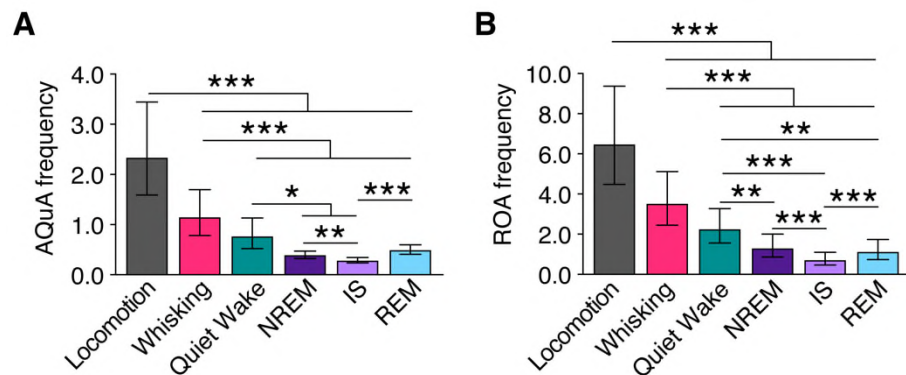 A
AQuA frequency
4.0
3.0
2.0
1.0
0.0
***
***
*
***
**
Locomotion
Whisking
Quiet Wake
NREM
IS
REM
B
ROA frequency
10.0
8.0
6.0
4.0
2.0
0.0
***
***
**
***
**
***
***
Locomotion
Whisking
Quiet Wake
NREM
IS
REM